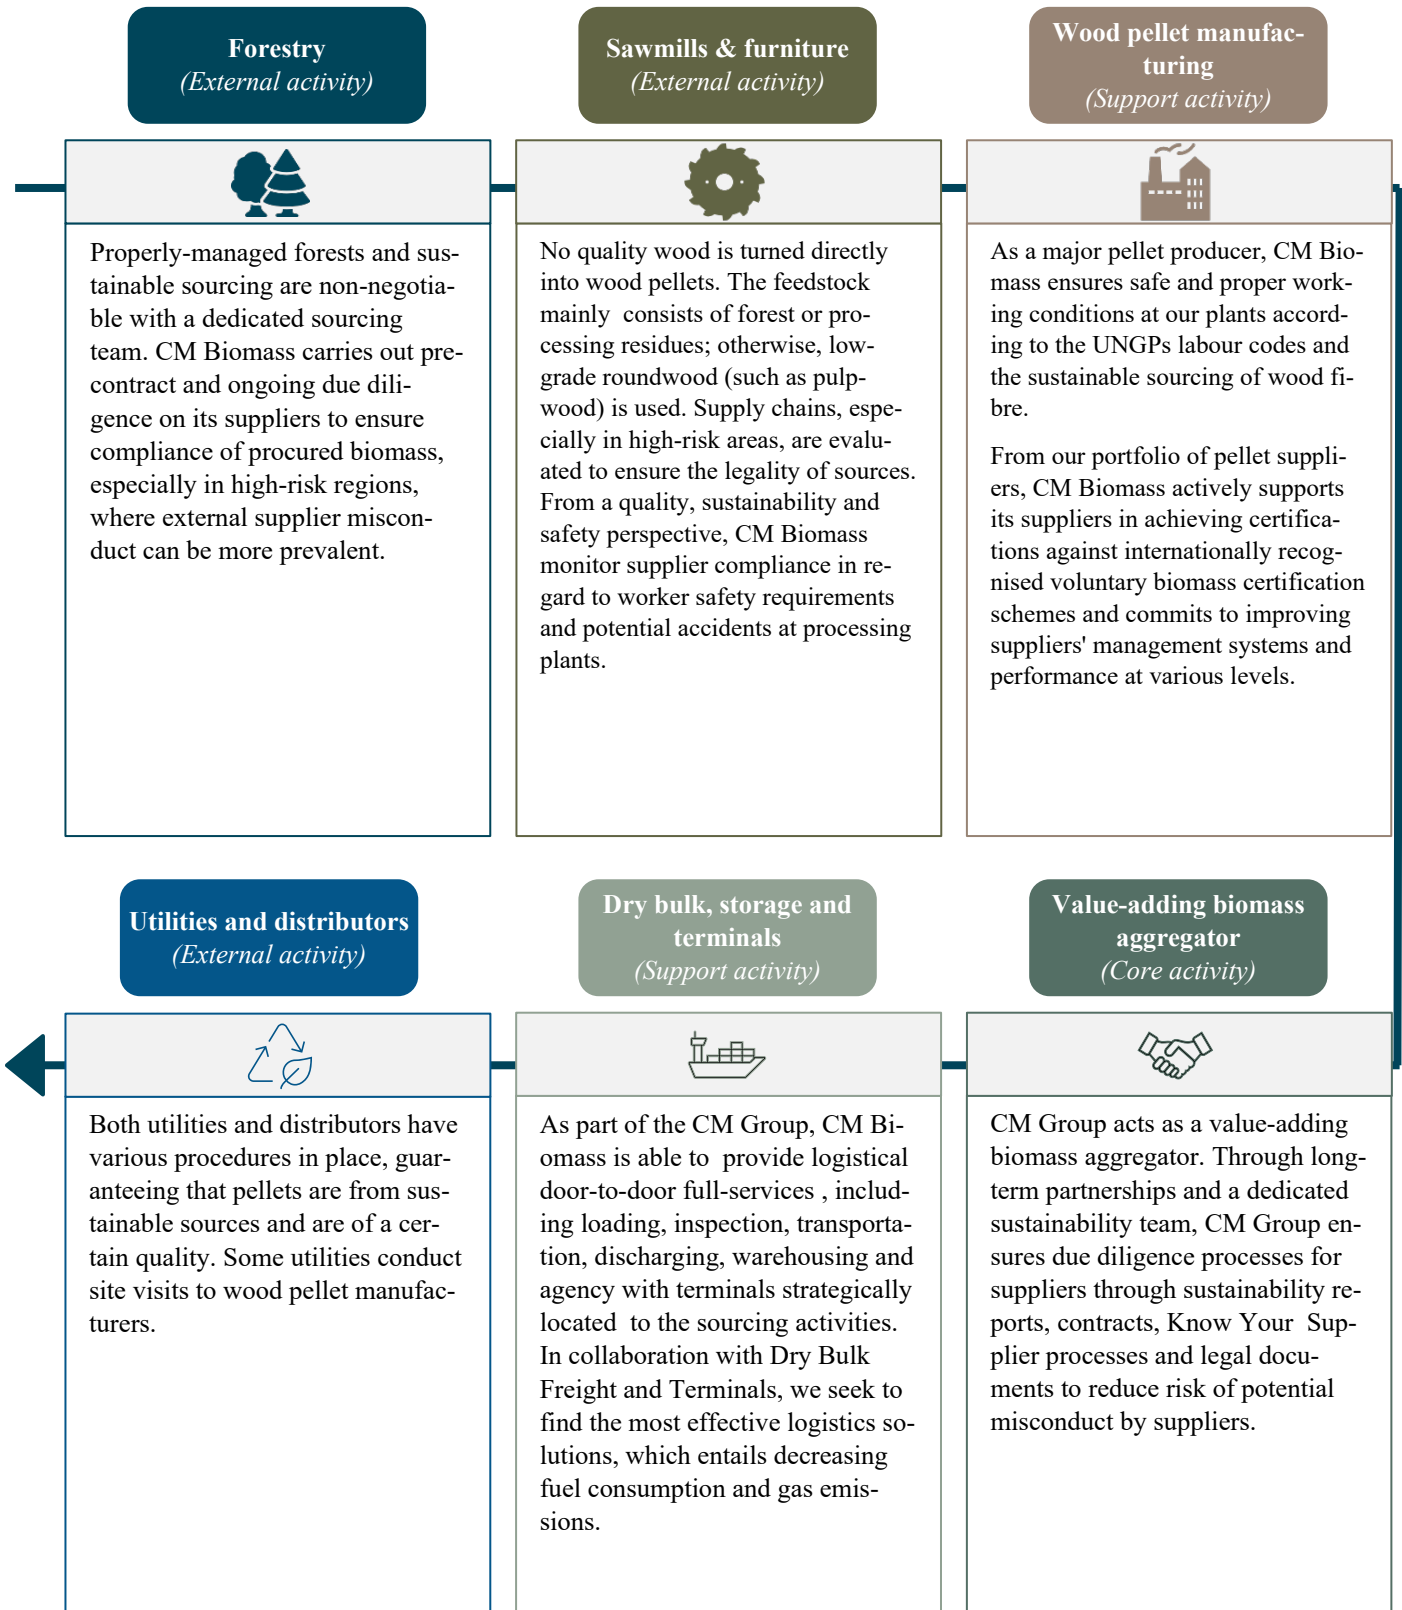 Forestry
(External activity)
Properly-managed forests and sus-
tainable sourcing are non-negotia-
ble with a dedicated sourcing
team. CM Biomass carries out pre-
contract and ongoing due dili-
gence on its suppliers to ensure
compliance of procured biomass,
especially in high-risk regions,
where external supplier miscon-
duct can be more prevalent.
Sawmills & furniture
(External activity)
No quality wood is turned directly
into wood pellets. The feedstock
mainly consists of forest or pro-
cessing residues; otherwise, low-
grade roundwood (such as pulp-
wood) is used. Supply chains, espe-
cially in high-risk areas, are evalu-
ated to ensure the legality of sources.
From a quality, sustainability and
safety perspective, CM Biomass
monitor supplier compliance in re-
gard to worker safety requirements
and potential accidents at processing
plants.
Wood pellet manufac-
turing
(Support activity)
As a major pellet producer, CM Bio-
mass ensures safe and proper work-
ing conditions at our plants accord-
ing to the UNGPs labour codes and
the sustainable sourcing of wood fi-
bre.
From our portfolio of pellet suppli-
ers, CM Biomass actively supports
its suppliers in achieving certifica-
tions against internationally recog-
nised voluntary biomass certification
schemes and commits to improving
suppliers' management systems and
performance at various levels.
Value-adding biomass
aggregator
(Core activity)
CM Group acts as a value-adding
biomass aggregator. Through long-
term partnerships and a dedicated
sustainability team, CM Group en-
sures due diligence processes for
suppliers through sustainability re-
ports, contracts, Know Your Sup-
plier processes and legal docu-
ments to reduce risk of potential
misconduct by suppliers.
Dry bulk, storage and
terminals
(Support activity)
As part of the CM Group, CM Bi-
omass is able to provide logistical
door-to-door full-services , includ-
ing loading, inspection, transporta-
tion, discharging, warehousing and
agency with terminals strategically
located to the sourcing activities.
In collaboration with Dry Bulk
Freight and Terminals, we seek to
find the most effective logistics so-
lutions, which entails decreasing
fuel consumption and gas emis-
sions.
Utilities and distributors
(External activity)
Both utilities and distributors have
various procedures in place, guar-
anteeing that pellets are from sus-
tainable sources and are of a cer-
tain quality. Some utilities conduct
site visits to wood pellet manufac-
turers.